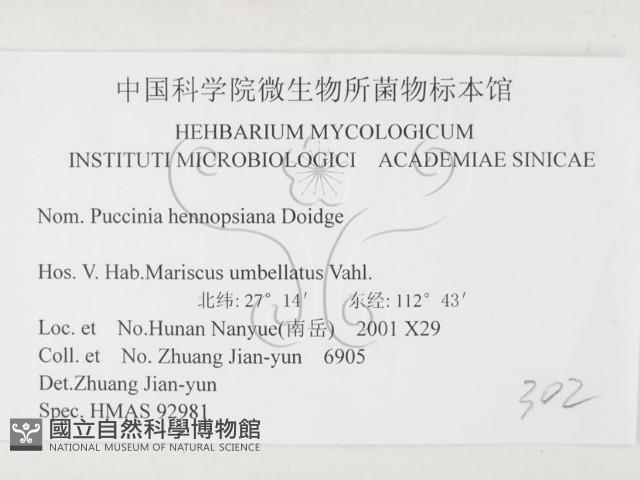 中国科学院微生物所菌物标本馆
HEHBARIUM MYCOLOGICUM
INSTITUTI MICROBIOLOGICI ACADEMIAE SINICAE
Nom. Puccinia hennopsiana Doidge
Hos. V. Hab.Mariscus umbellatus Vahl.
北纬: 27° 14′ 东经: 112° 43′
Loc. et No.Hunan Nanyue(南岳) 2001 X29
Coll. et No. Zhuang Jian-yun 6905
Det.Zhuang Jian-yun
Spec. HMAS 92981
302
國立自然科學博物館
NATIONAL MUSEUM OF NATURAL SCIENCE